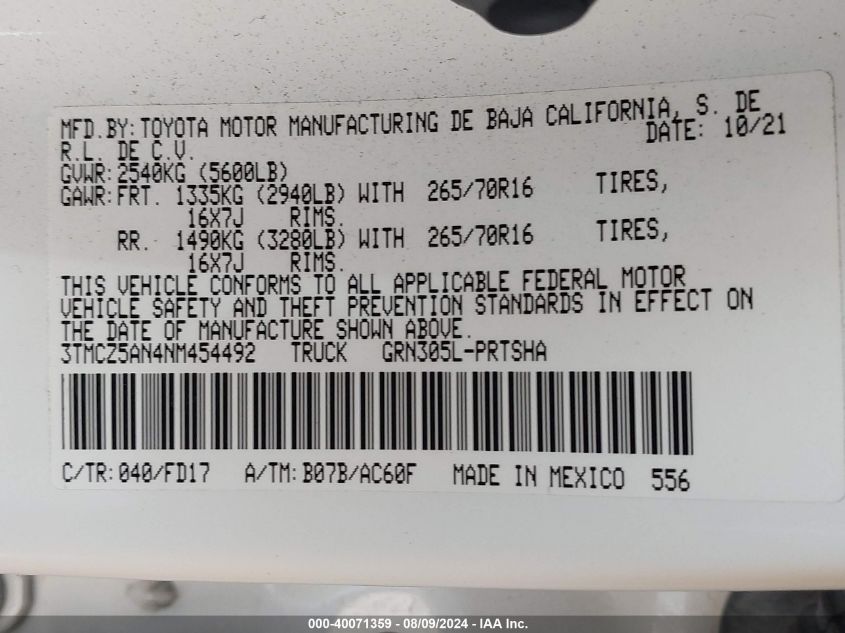 MFD.BY:TOYOTA MOTOR MANUFACTURING DE BAJA CALIFORNIA, S. DE
R.L. DE C.V. DATE: 10/21
GVWR:2540KG (5600LB)
GAWR:FRT. 1335KG (2940LB) WITH 265/70R16 TIRES,
16X7J RIMS.
RR. 1490KG (3280LB) WITH 265/70R16 TIRES,
16X7J RIMS.
THIS VEHICLE CONFORMS TO ALL APPLICABLE FEDERAL MOTOR
VEHICLE SAFETY AND THEFT PREVENTION STANDARDS IN EFFECT ON
THE DATE OF MANUFACTURE SHOWN ABOVE.
3TMCZ5AN4NM454492 TRUCK GRN305L-PRTSHA
C/TR:040/FD17 A/TM:B07B/AC60F MADE IN MEXICO 556
000-40071359 - 08/09/2024 - IAA Inc.